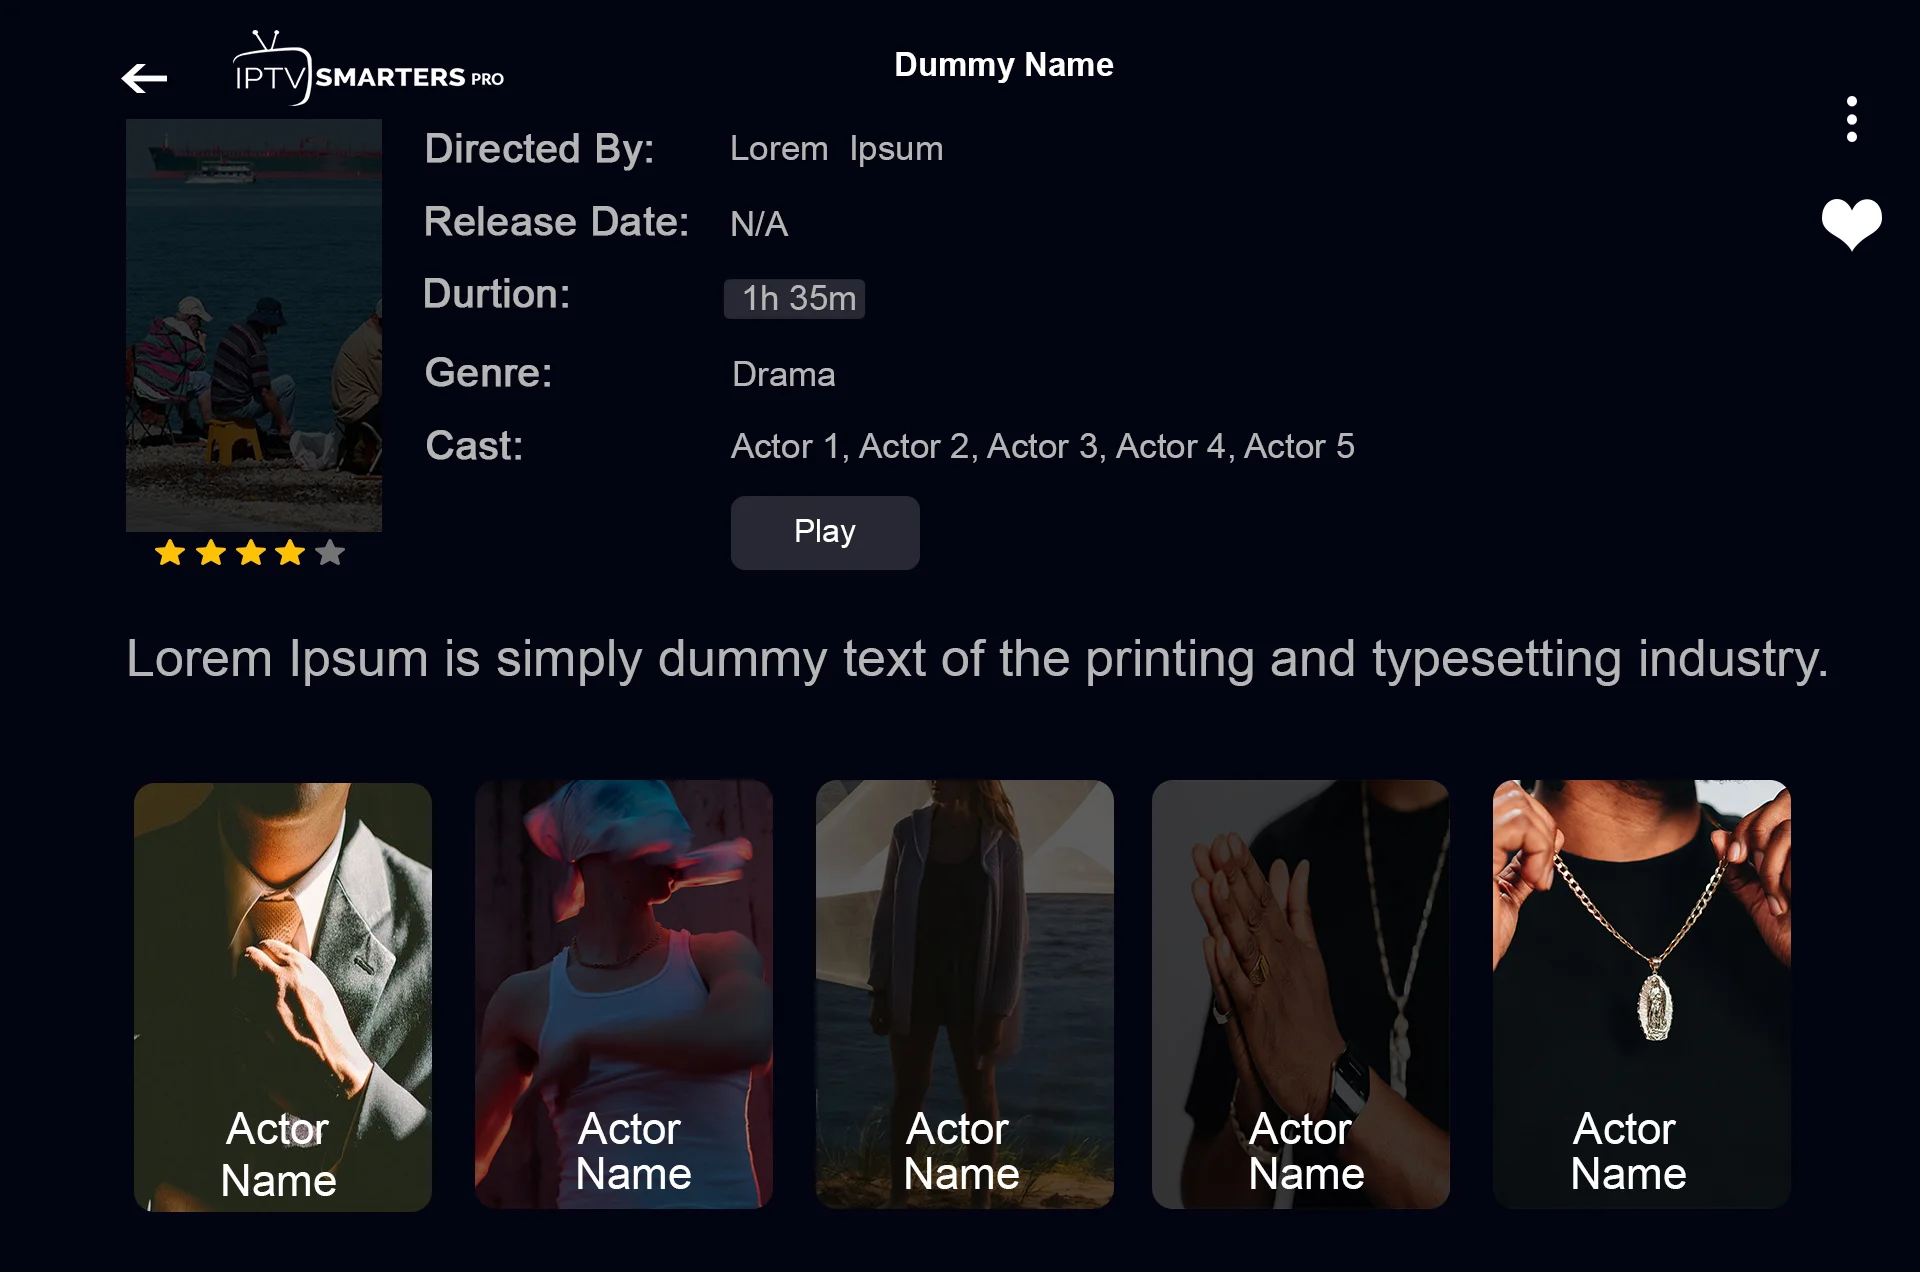 IPTV SMARTERS PRO
Dummy Name
Directed By: Lorem Ipsum
Release Date: N/A
Durtion: 1h 35m
Genre: Drama
Cast: Actor 1, Actor 2, Actor 3, Actor 4, Actor 5
Play
Lorem Ipsum is simply dummy text of the printing and typesetting industry.
Actor
Name
Actor
Name
Actor
Name
Actor
Name
Actor
Name